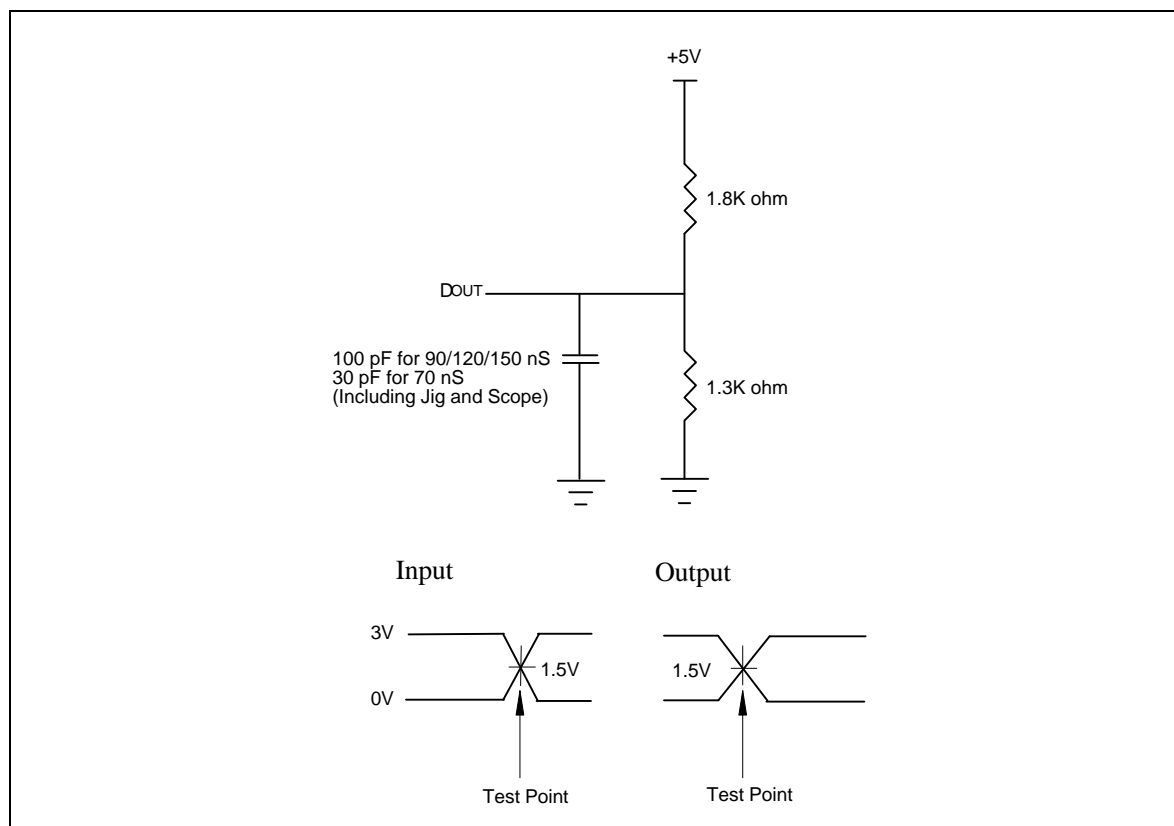 +5V
1.8K ohm
DOUT
100 pF for 90/120/150 nS
30 pF for 70 nS
(Including Jig and Scope)
1.3K ohm
Input
Output
3V
1.5V
1.5V
0V
Test Point
Test Point